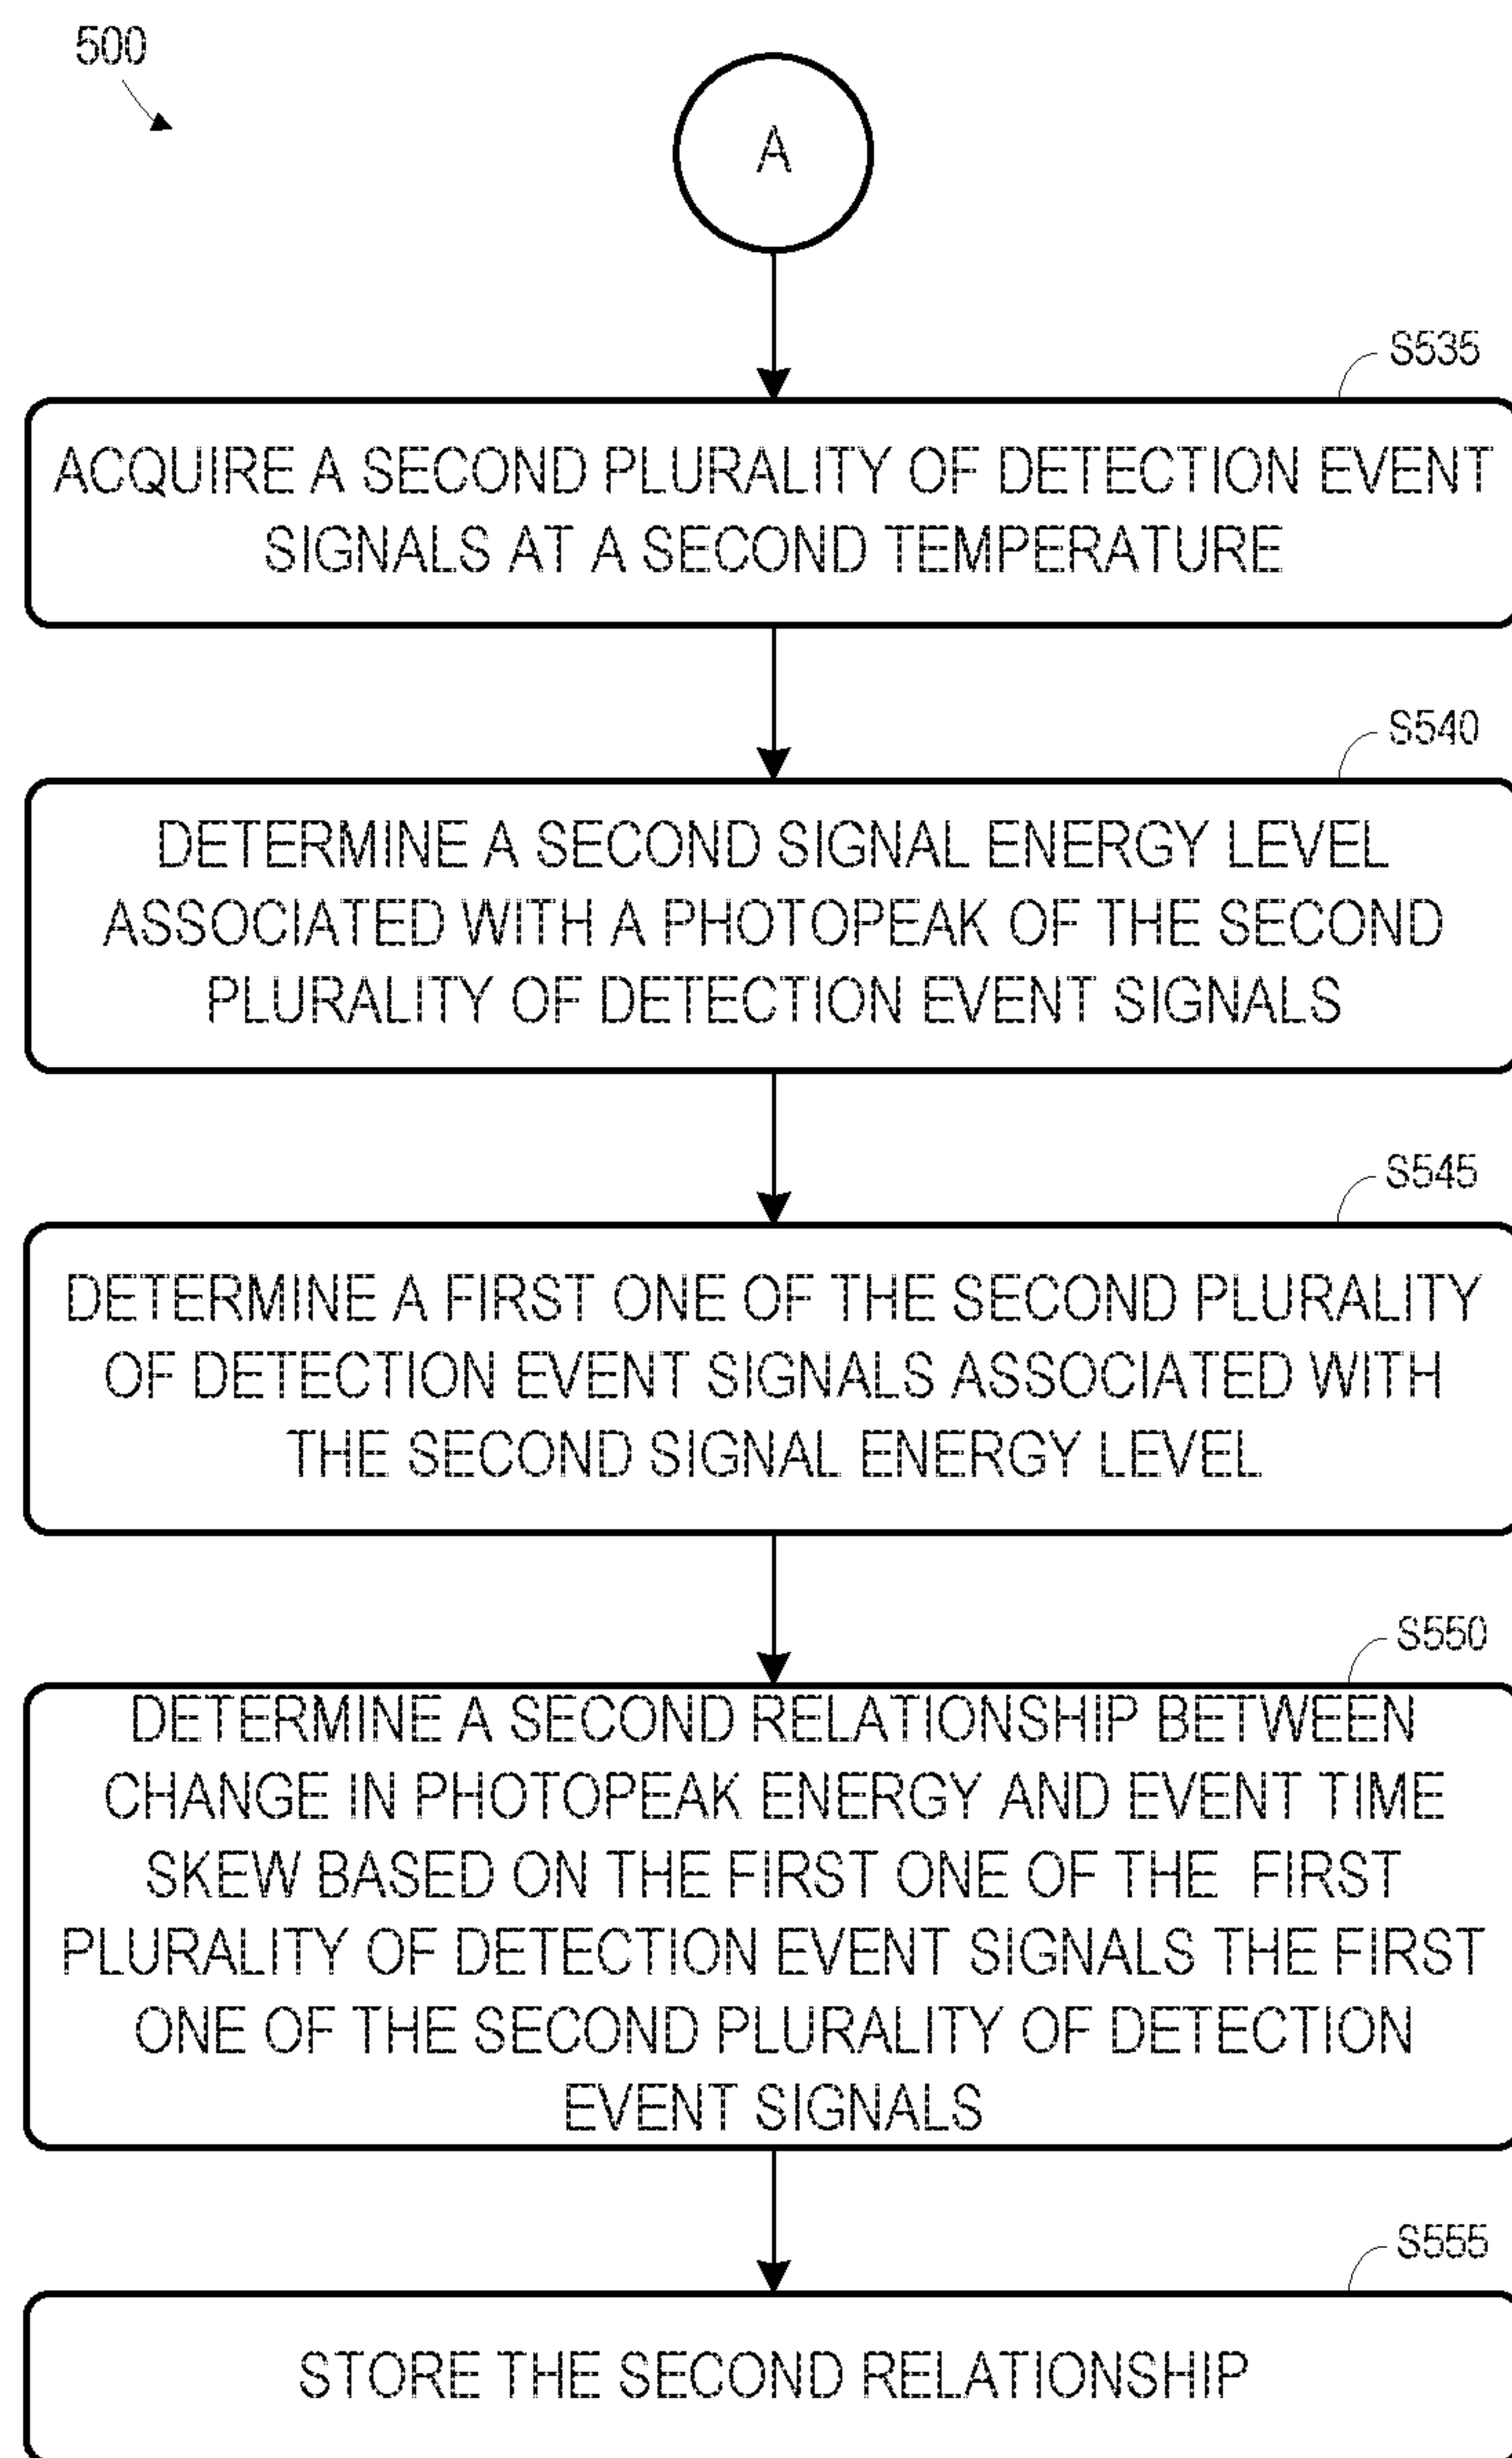 500
A
S535
ACQUIRE A SECOND PLURALITY OF DETECTION EVENT
SIGNALS AT A SECOND TEMPERATURE
S540
DETERMINE A SECOND SIGNAL ENERGY LEVEL
ASSOCIATED WITH A PHOTOPEAK OF THE SECOND
PLURALITY OF DETECTION EVENT SIGNALS
S545
DETERMINE A FIRST ONE OF THE SECOND PLURALITY
OF DETECTION EVENT SIGNALS ASSOCIATED WITH
THE SECOND SIGNAL ENERGY LEVEL
S550
DETERMINE A SECOND RELATIONSHIP BETWEEN
CHANGE IN PHOTOPEAK ENERGY AND EVENT TIME
SKEW BASED ON THE FIRST ONE OF THE FIRST
PLURALITY OF DETECTION EVENT SIGNALS THE FIRST
ONE OF THE SECOND PLURALITY OF DETECTION
EVENT SIGNALS
S555
STORE THE SECOND RELATIONSHIP